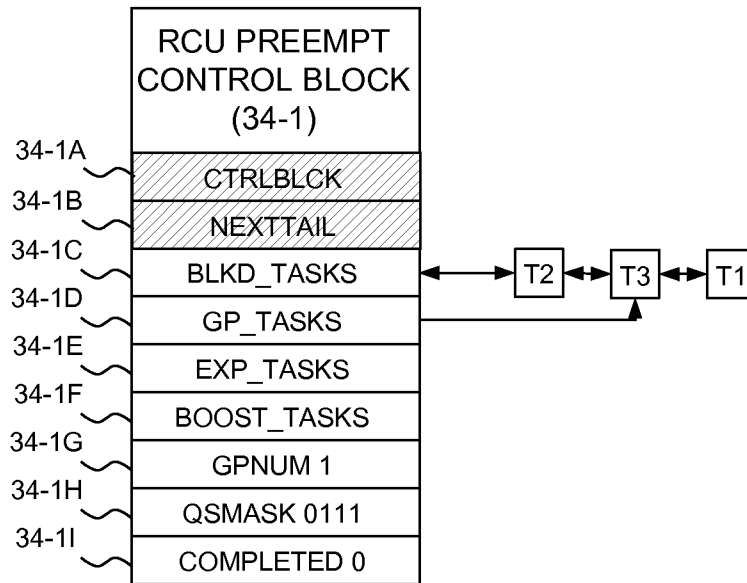 RCU PREEMPT
CONTROL BLOCK
(34-1)
34-1A
CTRLBLCK
34-1B
NEXTTAIL
34-1C
BLKD_TASKS
T2
T3
T1
34-1D
GP_TASKS
34-1E
EXP_TASKS
34-1F
BOOST_TASKS
34-1G
GPNUM 1
34-1H
QSMASK 0111
34-1I
COMPLETED 0